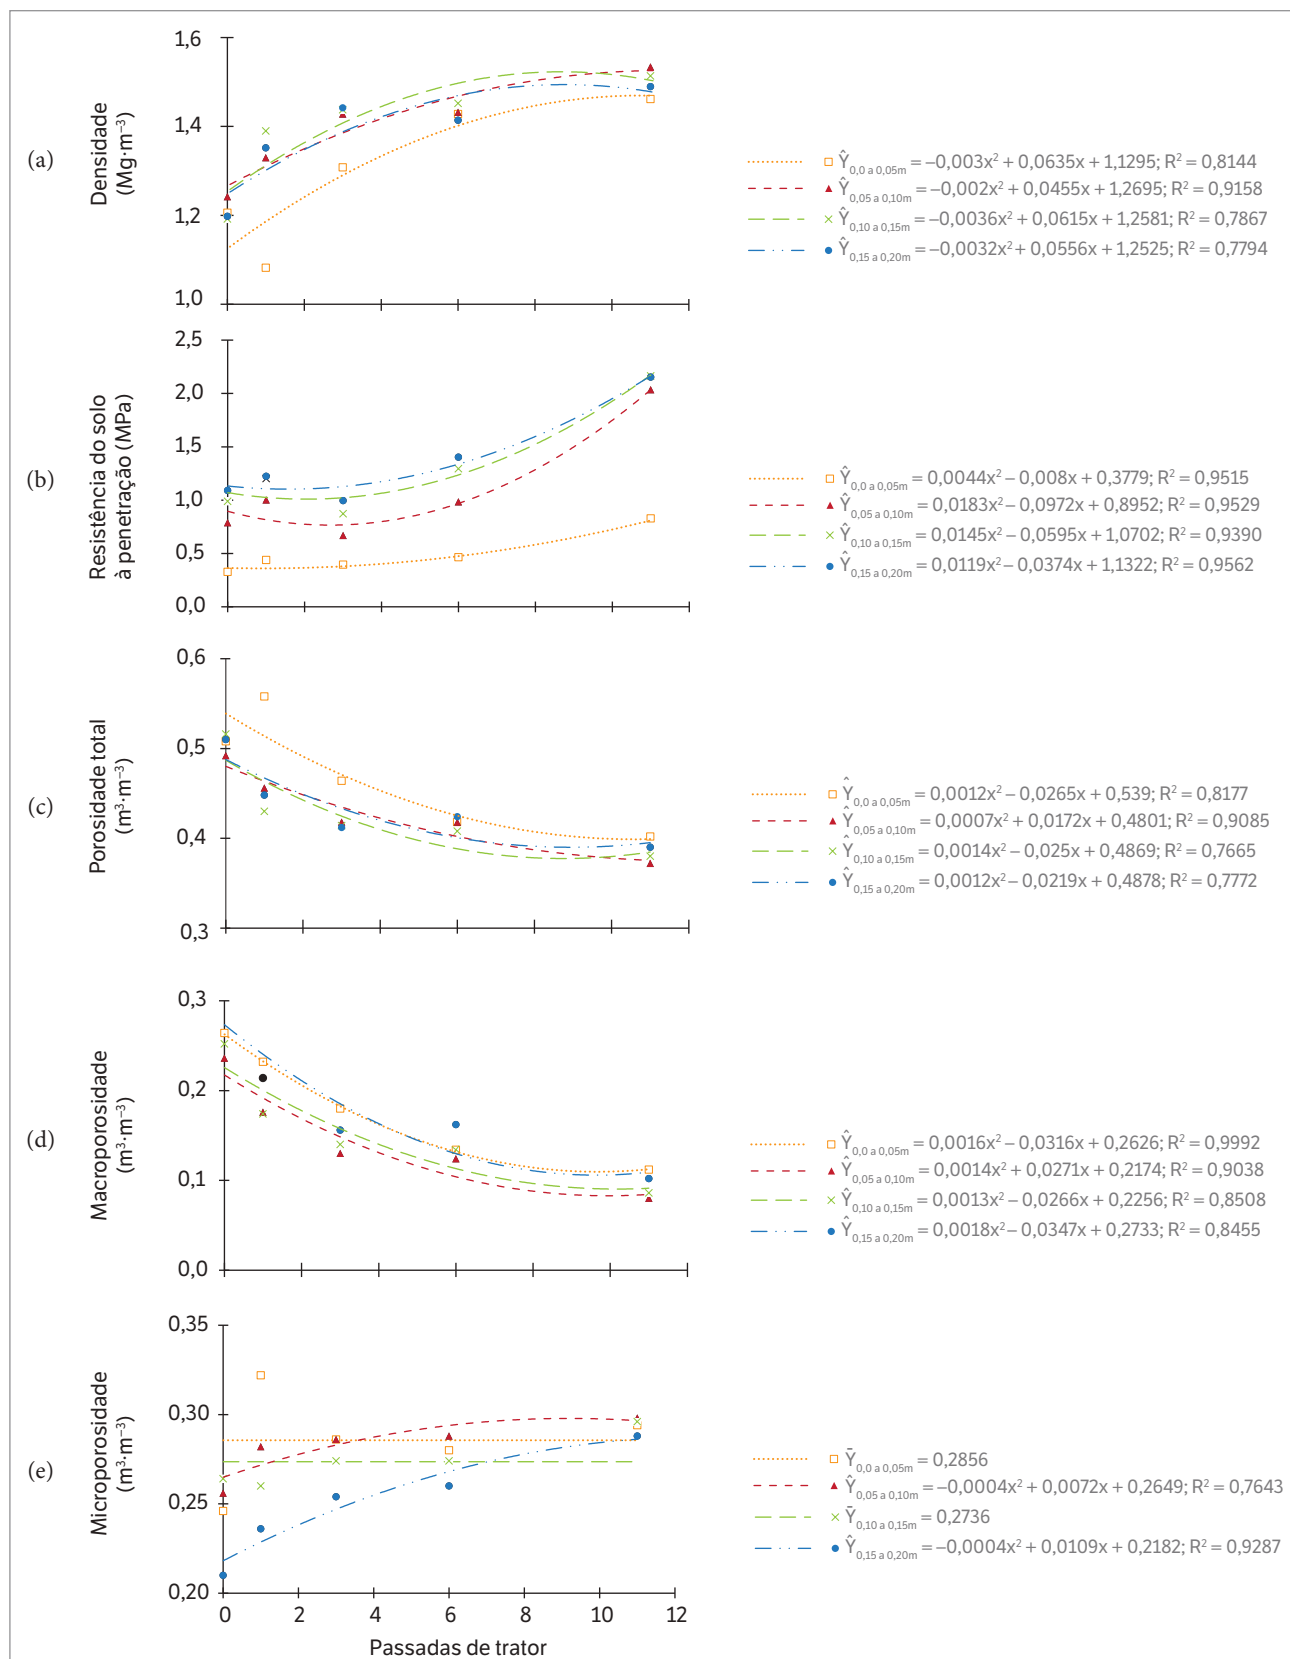 (a)
Densidade
(Mg·m⁻³)
1,6
1,4
1,2
1,0
Ŷ0,0 a 0,05m = –0,003x² + 0,0635x + 1,1295; R² = 0,8144
Ŷ0,05 a 0,10m = –0,002x² + 0,0455x + 1,2695; R² = 0,9158
Ŷ0,10 a 0,15m = –0,0036x² + 0,0615x + 1,2581; R² = 0,7867
Ŷ0,15 a 0,20m = –0,0032x² + 0,0556x + 1,2525; R² = 0,7794
(b)
Resistência do solo
à penetração (MPa)
2,5
2,0
1,5
1,0
0,5
0,0
Ŷ0,0 a 0,05m = 0,0044x² – 0,008x + 0,3779; R² = 0,9515
Ŷ0,05 a 0,10m = 0,0183x² – 0,0972x + 0,8952; R² = 0,9529
Ŷ0,10 a 0,15m = 0,0145x² – 0,0595x + 1,0702; R² = 0,9390
Ŷ0,15 a 0,20m = 0,0119x² – 0,0374x + 1,1322; R² = 0,9562
(c)
Porosidade total
(m³·m⁻³)
0,6
0,5
0,4
0,3
Ŷ0,0 a 0,05m = 0,0012x² – 0,0265x + 0,539; R² = 0,8177
Ŷ0,05 a 0,10m = 0,0007x² + 0,0172x + 0,4801; R² = 0,9085
Ŷ0,10 a 0,15m = 0,0014x² – 0,025x + 0,4869; R² = 0,7665
Ŷ0,15 a 0,20m = 0,0012x² – 0,0219x + 0,4878; R² = 0,7772
(d)
Macroporosidade
(m³·m⁻³)
0,3
0,2
0,1
0,0
Ŷ0,0 a 0,05m = 0,0016x² – 0,0316x + 0,2626; R² = 0,9992
Ŷ0,05 a 0,10m = 0,0014x² + 0,0271x + 0,2174; R² = 0,9038
Ŷ0,10 a 0,15m = 0,0013x² – 0,0266x + 0,2256; R² = 0,8508
Ŷ0,15 a 0,20m = 0,0018x² – 0,0347x + 0,2733; R² = 0,8455
(e)
Microporosidade
(m³·m⁻³)
0,35
0,30
0,25
0,20
Ȳ0,0 a 0,05m = 0,2856
Ŷ0,05 a 0,10m = –0,0004x² + 0,0072x + 0,2649; R² = 0,7643
Ȳ0,10 a 0,15m = 0,2736
Ŷ0,15 a 0,20m = –0,0004x² + 0,0109x + 0,2182; R² = 0,9287
0 2 4 6 8 10 12
Passadas de trator